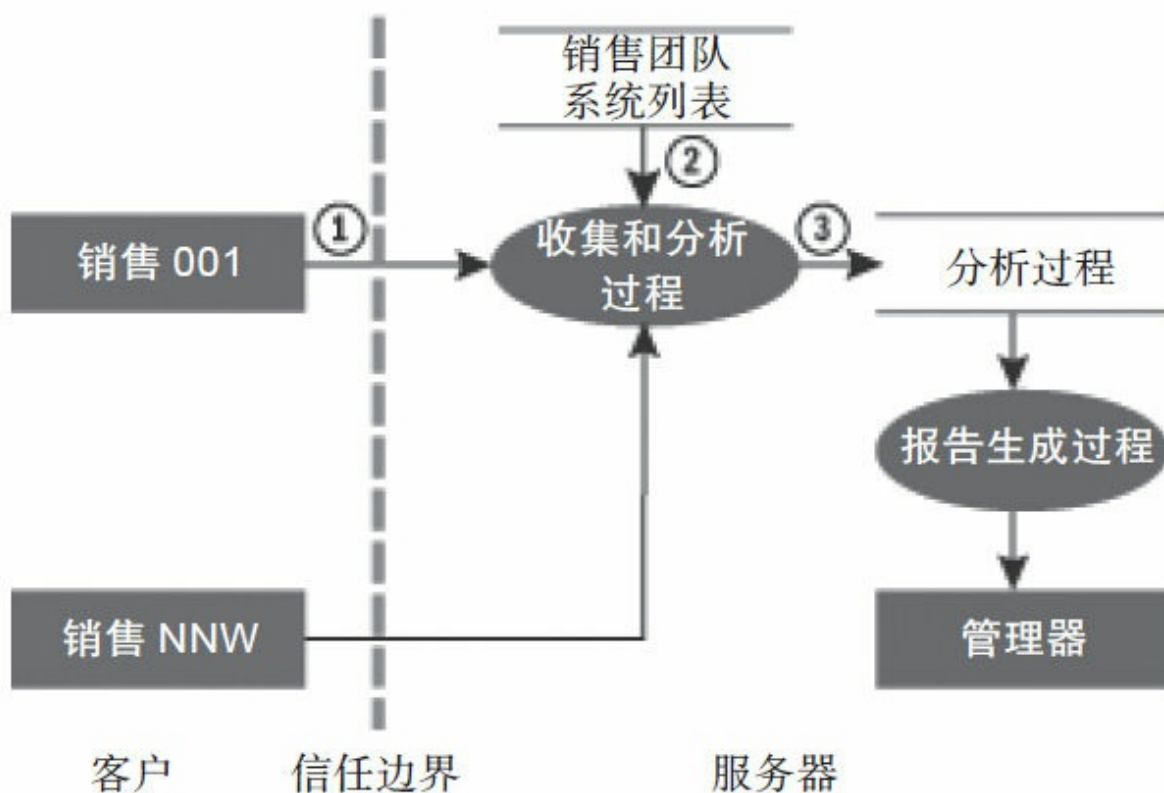 销售团队
系统列表
②
销售 001
①
收集和分析
过程
③
分析过程
报告生成过程
销售 NNW
管理器
客户
信任边界
服务器